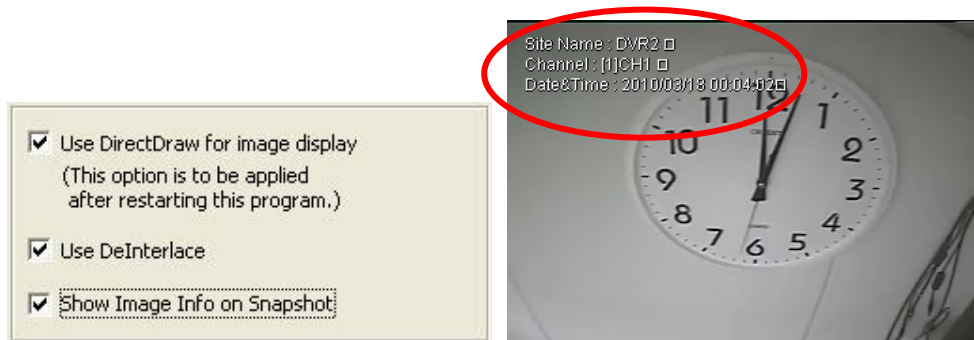 Use DirectDraw for image display
(This option is to be applied
after restarting this program.)
Use DeInterlace
Show Image Info on Snapshot
Site Name : DVR2
Channel : [1]CH1
Date&Time : 2010/03/18 00:04:02
11 12 1
10 2
9 3
8 4
7 6 5